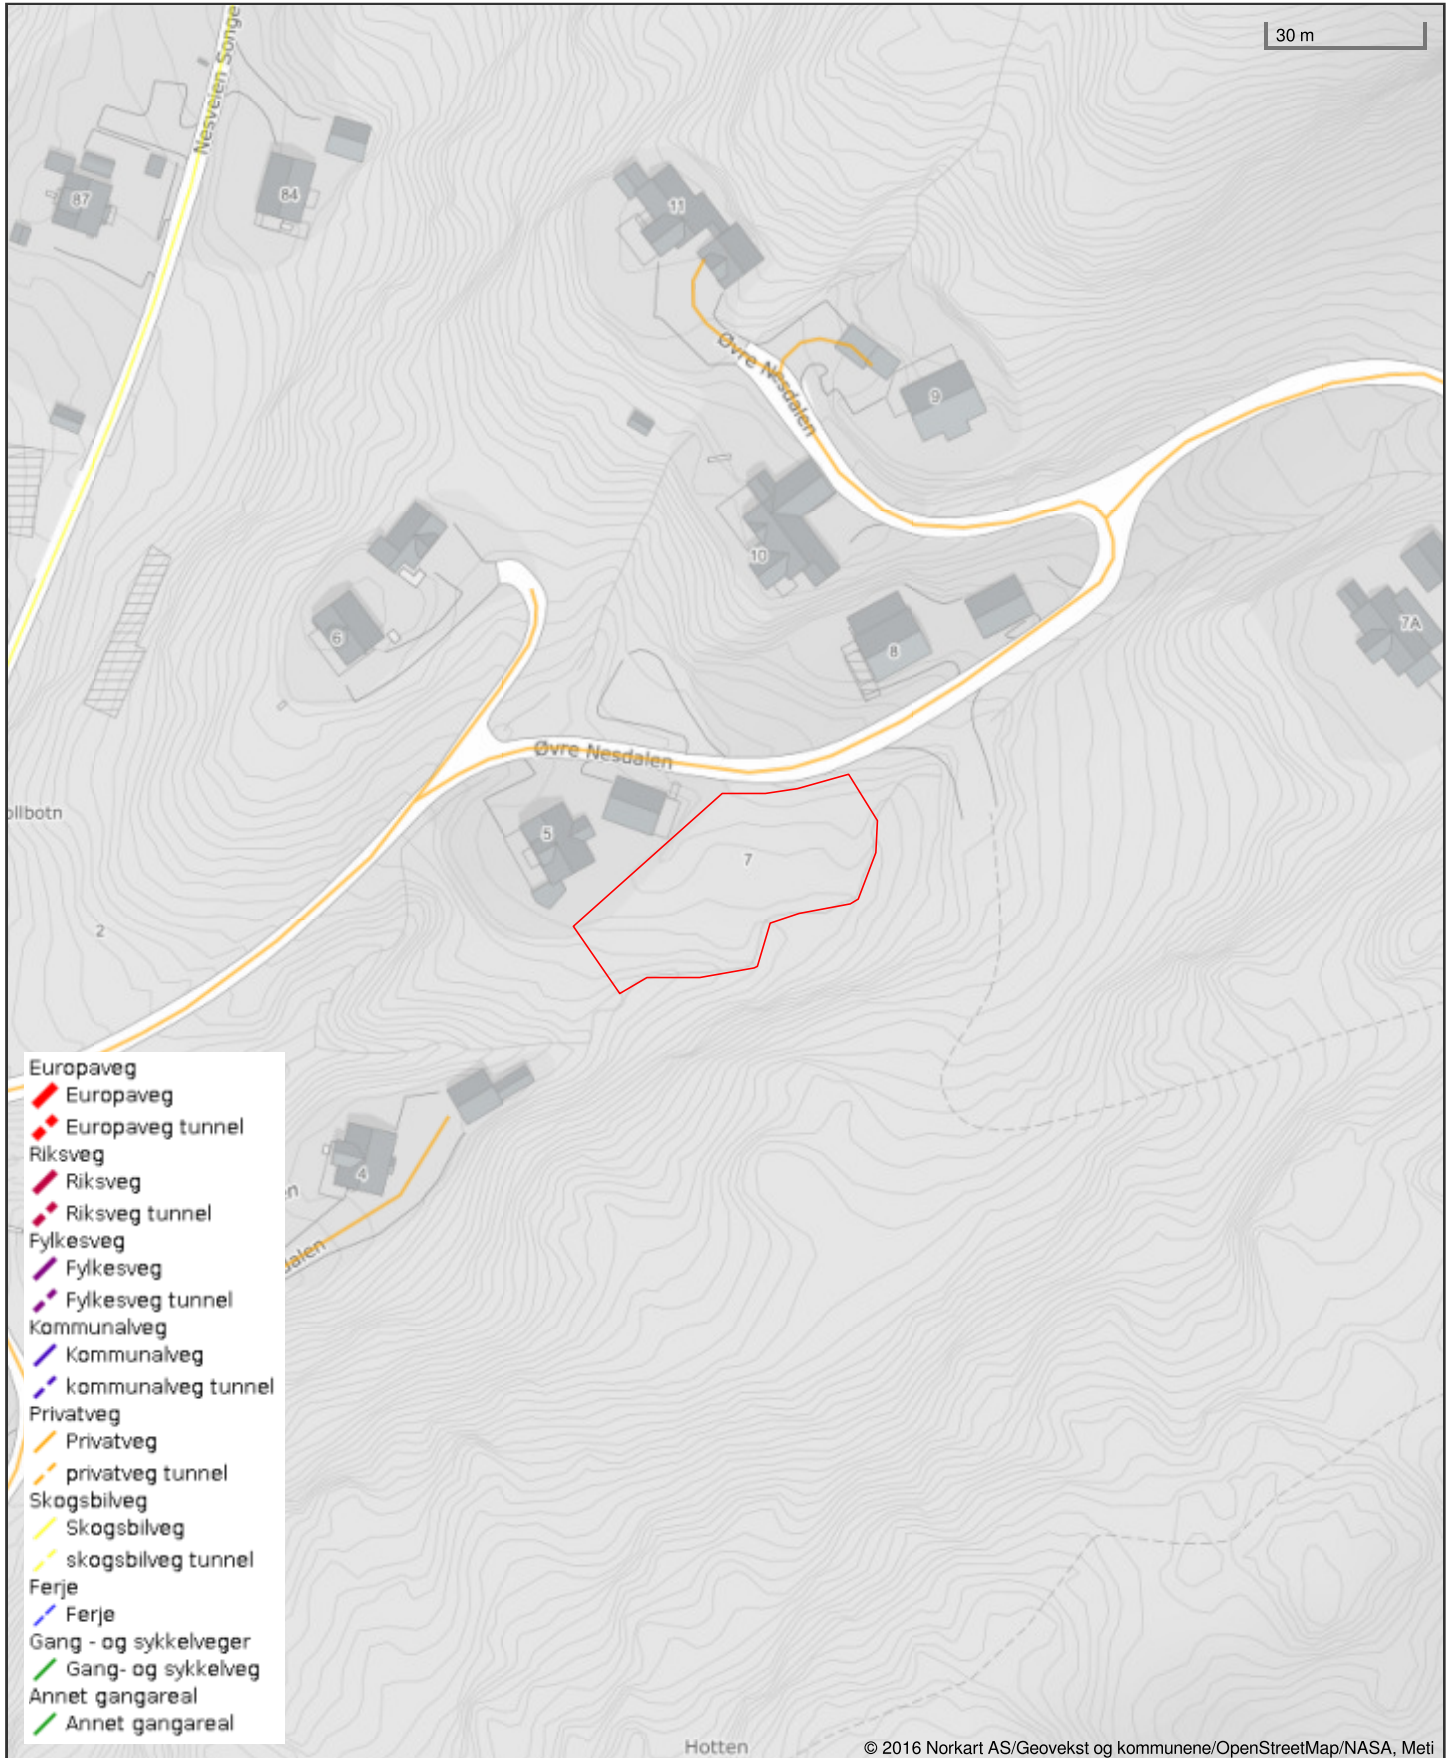 30 m
Nesveien Songe
87
84
11
Øvre Nesdalen
9
10
6
8
7A
Øvre Nesdalen
ollbotn
5
7
2
Europaveg
Europaveg
Europaveg tunnel
Riksveg
Riksveg
Riksveg tunnel
Fylkesveg
Fylkesveg
Fylkesveg tunnel
Kommunalveg
Kommunalveg
kommunalveg tunnel
Privatveg
Privatveg
privatveg tunnel
Skogsbilveg
Skogsbilveg
skogsbilveg tunnel
Ferje
Ferje
Gang - og sykkelveger
Gang- og sykkelveg
Annet gangareal
Annet gangareal
4
en
dalen
Hotten
© 2016 Norkart AS/Geovekst og kommunene/OpenStreetMap/NASA, Meti